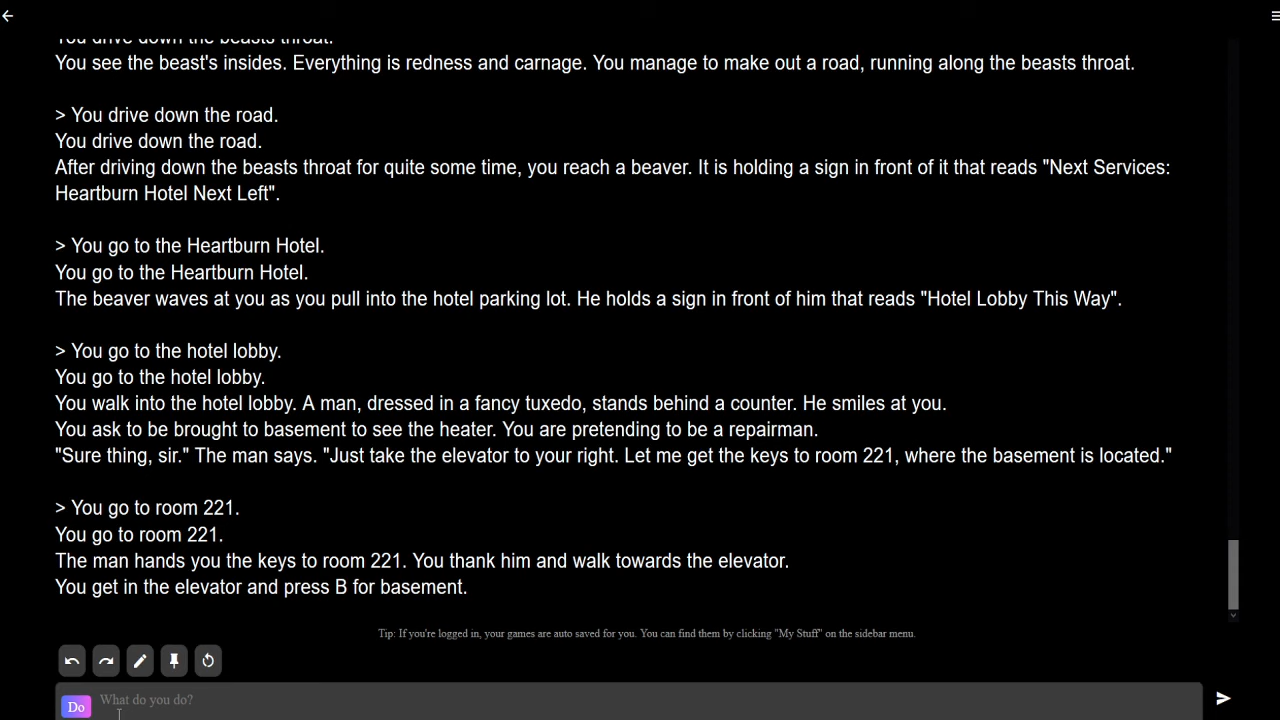 You drive down the beasts throat.
You see the beast's insides. Everything is redness and carnage. You manage to make out a road, running along the beasts throat.
> You drive down the road.
You drive down the road.
After driving down the beasts throat for quite some time, you reach a beaver. It is holding a sign in front of it that reads "Next Services:
Heartburn Hotel Next Left".
> You go to the Heartburn Hotel.
You go to the Heartburn Hotel.
The beaver waves at you as you pull into the hotel parking lot. He holds a sign in front of him that reads "Hotel Lobby This Way".
> You go to the hotel lobby.
You go to the hotel lobby.
You walk into the hotel lobby. A man, dressed in a fancy tuxedo, stands behind a counter. He smiles at you.
You ask to be brought to basement to see the heater. You are pretending to be a repairman.
"Sure thing, sir." The man says. "Just take the elevator to your right. Let me get the keys to room 221, where the basement is located."
> You go to room 221.
You go to room 221.
The man hands you the keys to room 221. You thank him and walk towards the elevator.
You get in the elevator and press B for basement.
Tip: If you're logged in, your games are auto saved for you. You can find them by clicking "My Stuff" on the sidebar menu.
Do What do you do?